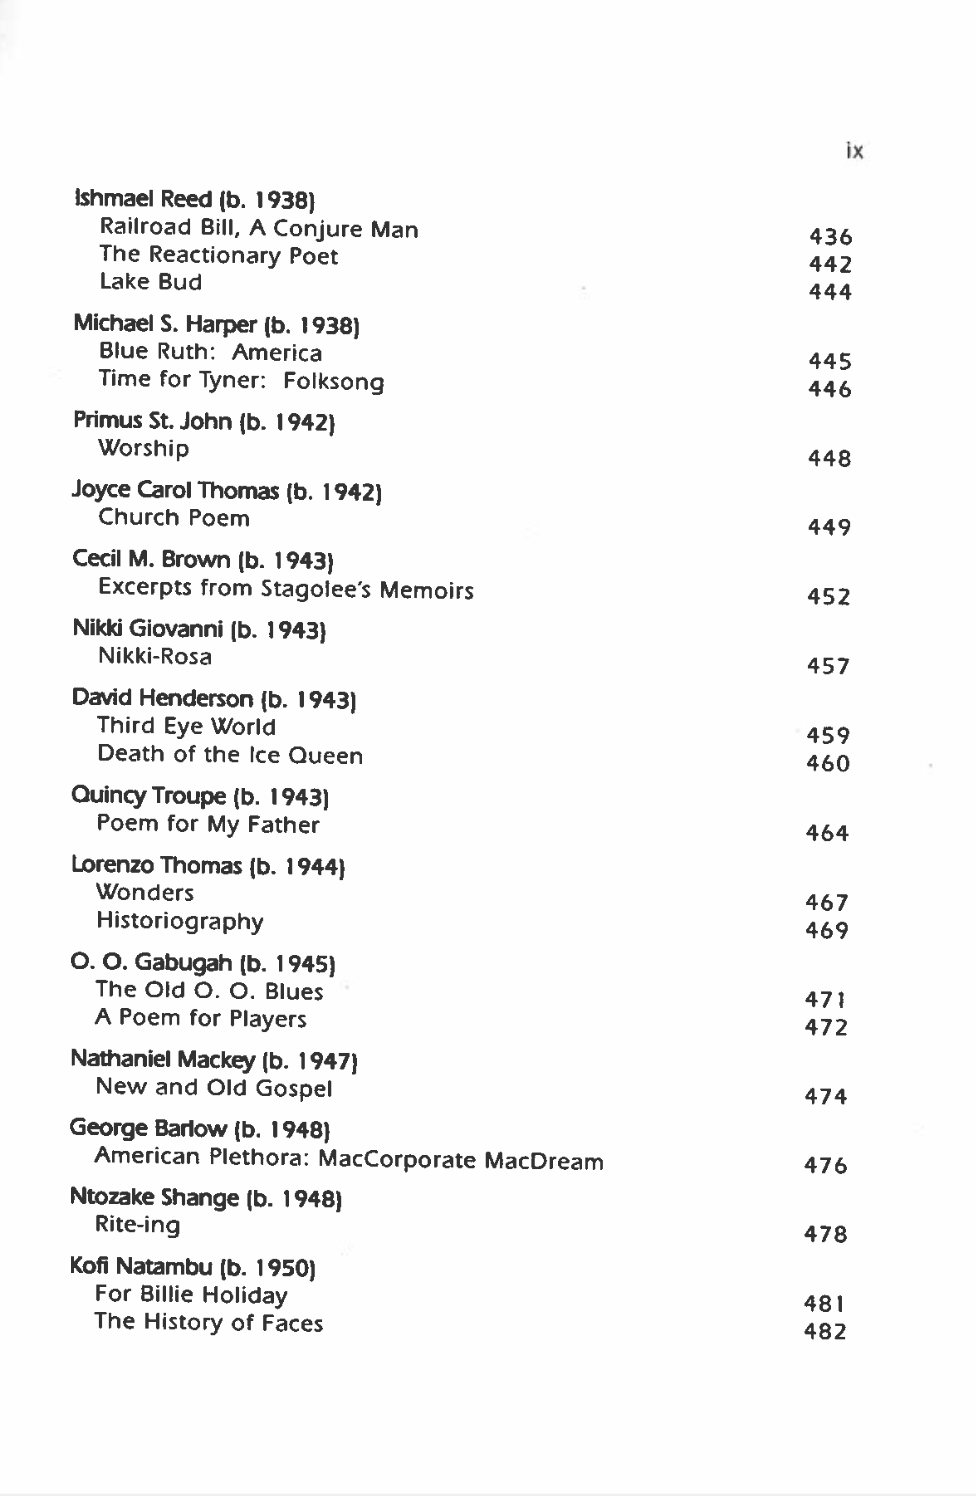 ix
Ishmael Reed (b. 1938)
Railroad Bill, A Conjure Man 436
The Reactionary Poet 442
Lake Bud 444
Michael S. Harper (b. 1938)
Blue Ruth: America 445
Time for Tyner: Folksong 446
Primus St. John (b. 1942)
Worship 448
Joyce Carol Thomas (b. 1942)
Church Poem 449
Cecil M. Brown (b. 1943)
Excerpts from Stagolee's Memoirs 452
Nikki Giovanni (b. 1943)
Nikki-Rosa 457
David Henderson (b. 1943)
Third Eye World 459
Death of the Ice Queen 460
Quincy Troupe (b. 1943)
Poem for My Father 464
Lorenzo Thomas (b. 1944)
Wonders 467
Historiography 469
O. O. Gabugah (b. 1945)
The Old O. O. Blues 471
A Poem for Players 472
Nathaniel Mackey (b. 1947)
New and Old Gospel 474
George Barlow (b. 1948)
American Plethora: MacCorporate MacDream 476
Ntozake Shange (b. 1948)
Rite-ing 478
Kofi Natambu (b. 1950)
For Billie Holiday 481
The History of Faces 482